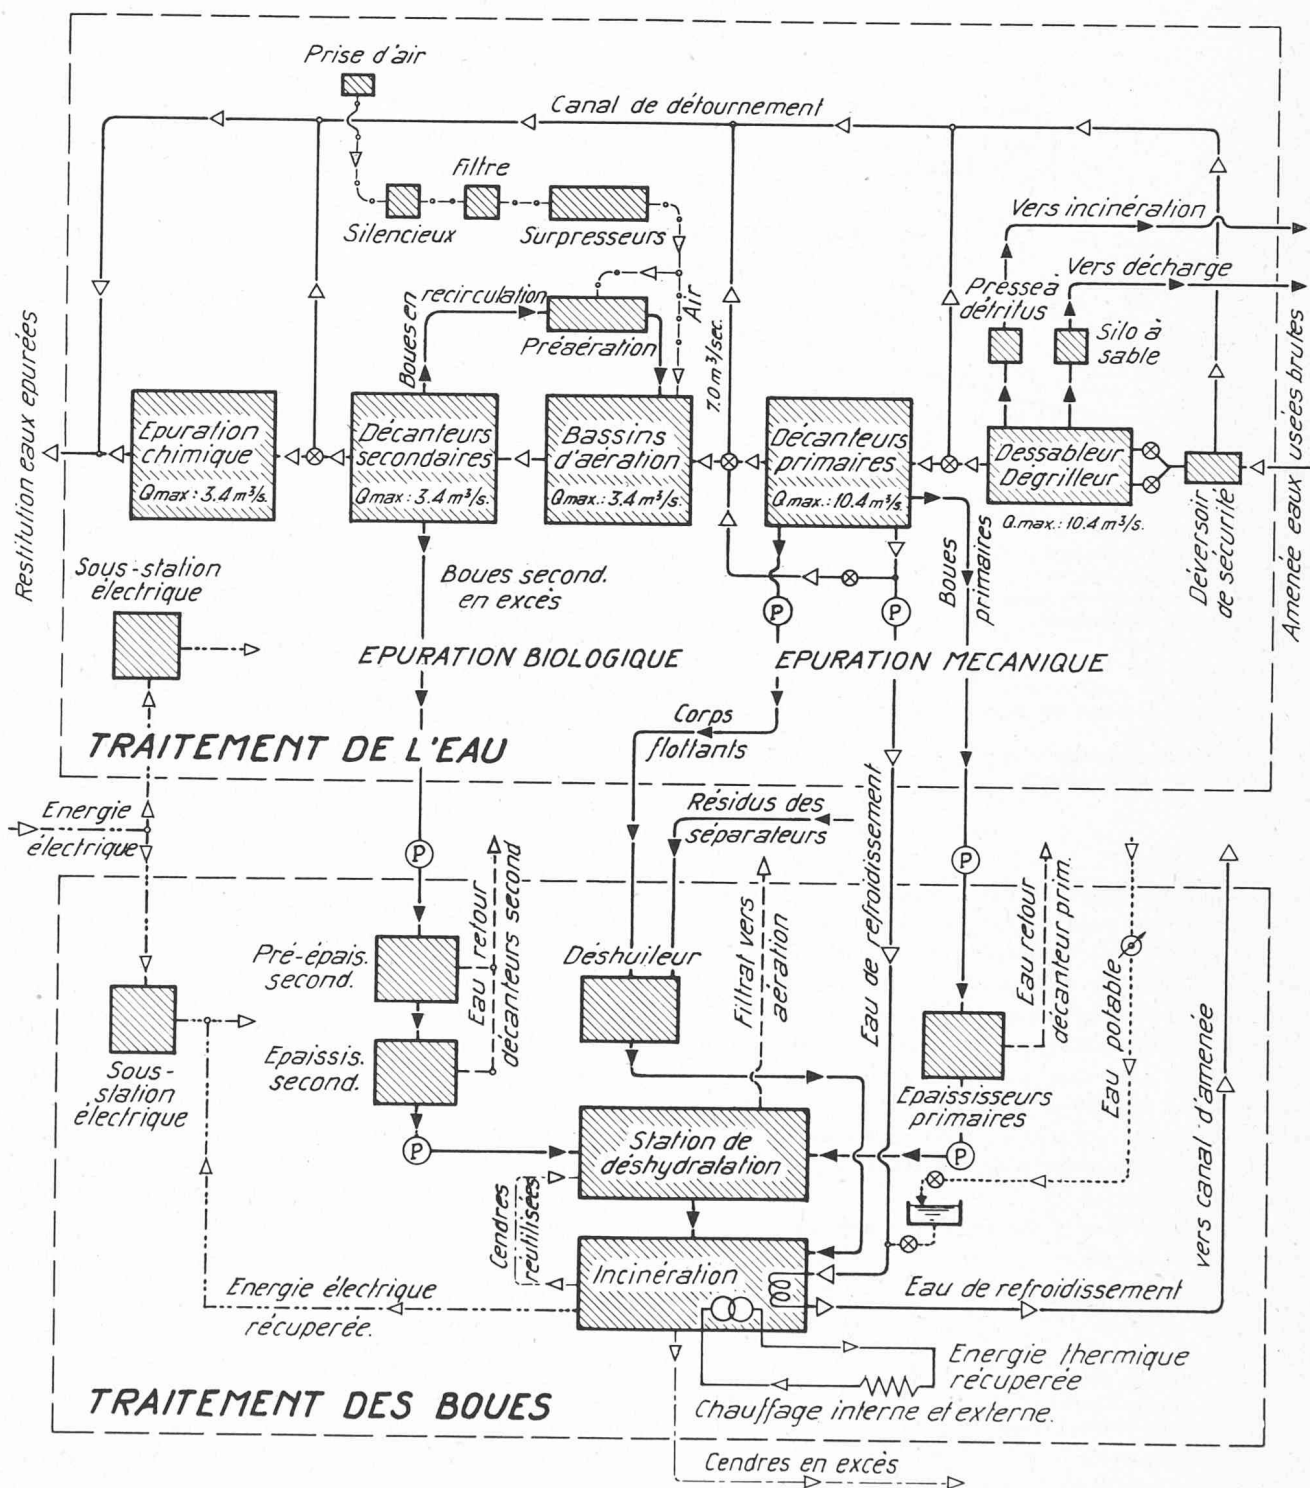 Prise d'air
Canal de détournement
Filtre
Silencieux
Surpresseurs
Vers incinération
Vers décharge
Presse à
détritus
Silo à
sable
Boues en
recirculation
Préaération
Air
7.0 m³/sec.
Restitution eaux epurées
Epuration
chimique
Qmax: 3.4 m³/s.
Décanteurs
secondaires
Qmax: 3.4 m³/s.
Bassins
d'aération
Qmax.: 3.4 m³/s.
Décanteurs
primaires
Qmax.: 10.4 m³/s.
Dessableur
Dégrilleur
Q.max.: 10.4 m³/s.
Déversoir
de sécurité
Amenée eaux usées brutes
Sous-station
électrique
Boues second.
en excès
Boues
primaires
P
P
EPURATION BIOLOGIQUE
EPURATION MECANIQUE
Corps
flottants
TRAITEMENT DE L'EAU
Energie
électrique
Résidus des
séparateurs
P
P
Eau de refroidissement
Eau retour
décanteurs second
Filtrat vers
aération
Eau retour
décanteur prim.
Eau potable
vers canal d'amenée
Pré-épais.
second.
Déshuileur
Epaissis.
second.
Sous-
station
électrique
Epaississeurs
primaires
P
Station de
déshydratation
P
Cendres
reutilisées
Incinération
Energie électrique
récuperée.
Eau de refroidissement
Energie thermique
récuperée
Chauffage interne et externe.
TRAITEMENT DES BOUES
Cendres en excès